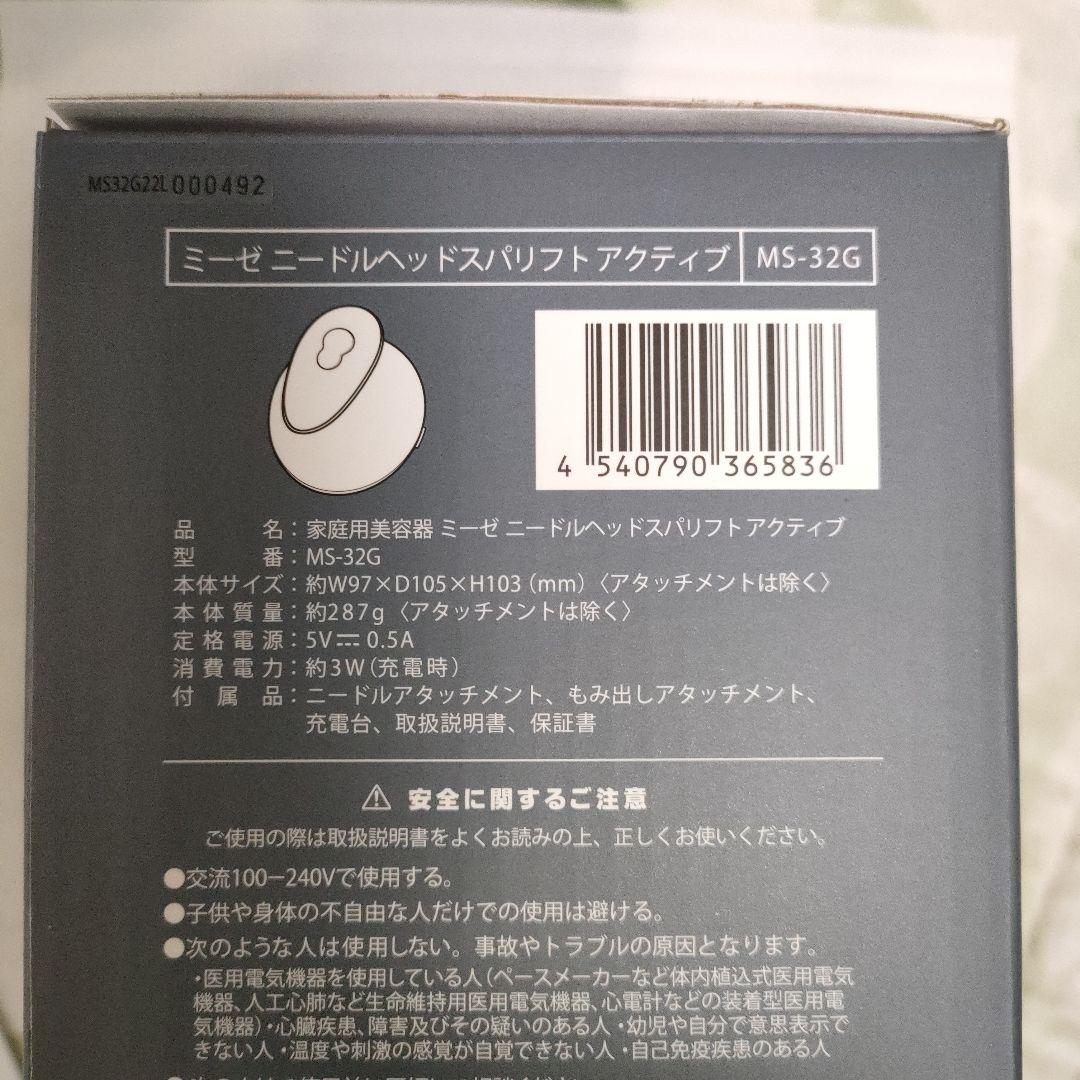 MS32G22L000492
ミーゼ ニードルヘッドスパリフト アクティブ MS-32G
4 540790 365836
品名：家庭用美容器 ミーゼ ニードルヘッドスパリフト アクティブ
型番：MS-32G
本体サイズ：約W97×D105×H103（mm）〈アタッチメントは除く〉
本体質量：約287g〈アタッチメントは除く〉
定格電源：5V⎓0.5A
消費電力：約3W（充電時）
付属品：ニードルアタッチメント、もみ出しアタッチメント、
充電台、取扱説明書、保証書
⚠ 安全に関するご注意
ご使用の際は取扱説明書をよくお読みの上、正しくお使いください。
●交流100ー240Vで使用する。
●子供や身体の不自由な人だけでの使用は避ける。
●次のような人は使用しない。事故やトラブルの原因となります。
・医用電気機器を使用している人（ペースメーカーなど体内植込式医用電気
機器、人工心肺など生命維持用医用電気機器、心電計などの装着型医用電
気機器）・心臓疾患、障害及びその疑いのある人・幼児や自分で意思表示で
きない人・温度や刺激の感覚が自覚できない人・自己免疫疾患のある人